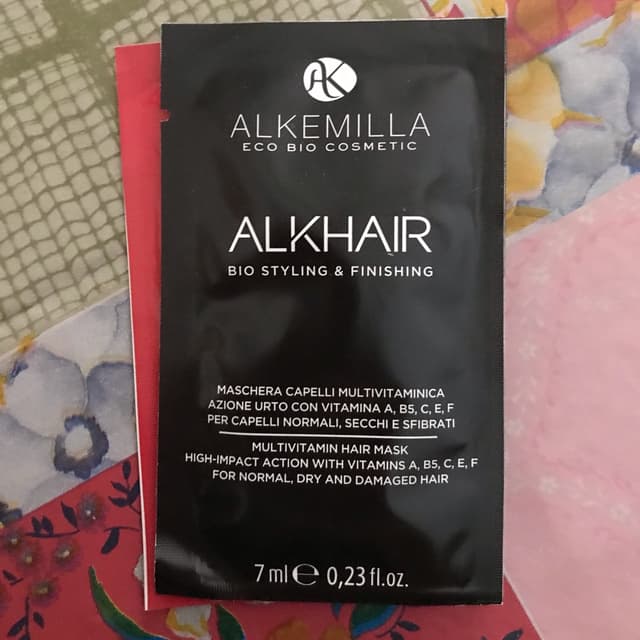 AK
ALKEMILLA
ECO BIO COSMETIC
ALKHAIR
BIO STYLING & FINISHING
MASCHERA CAPELLI MULTIVITAMINICA
AZIONE URTO CON VITAMINA A, B5, C, E, F
PER CAPELLI NORMALI, SECCHI E SFIBRATI
MULTIVITAMIN HAIR MASK
HIGH-IMPACT ACTION WITH VITAMINS A, B5, C, E, F
FOR NORMAL, DRY AND DAMAGED HAIR
7 ml ℮ 0,23 fl.oz.